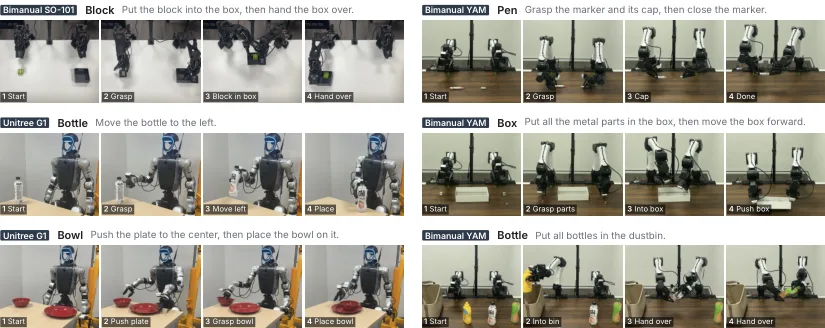 Bimanual SO-101 Block Put the block into the box, then hand the box over.
1 Start 2 Grasp 3 Block in box 4 Hand over
Unitree G1 Bottle Move the bottle to the left.
1 Start 2 Grasp 3 Move left 4 Place
Unitree G1 Bowl Push the plate to the center, then place the bowl on it.
1 Start 2 Push plate 3 Grasp bowl 4 Place bowl
Bimanual YAM Pen Grasp the marker and its cap, then close the marker.
1 Start 2 Grasp 3 Cap 4 Done
Bimanual YAM Box Put all the metal parts in the box, then move the box forward.
1 Start 2 Grasp parts 3 Into box 4 Push box
Bimanual YAM Bottle Put all bottles in the dustbin.
1 Start 2 Into bin 3 Hand over 4 Hand over